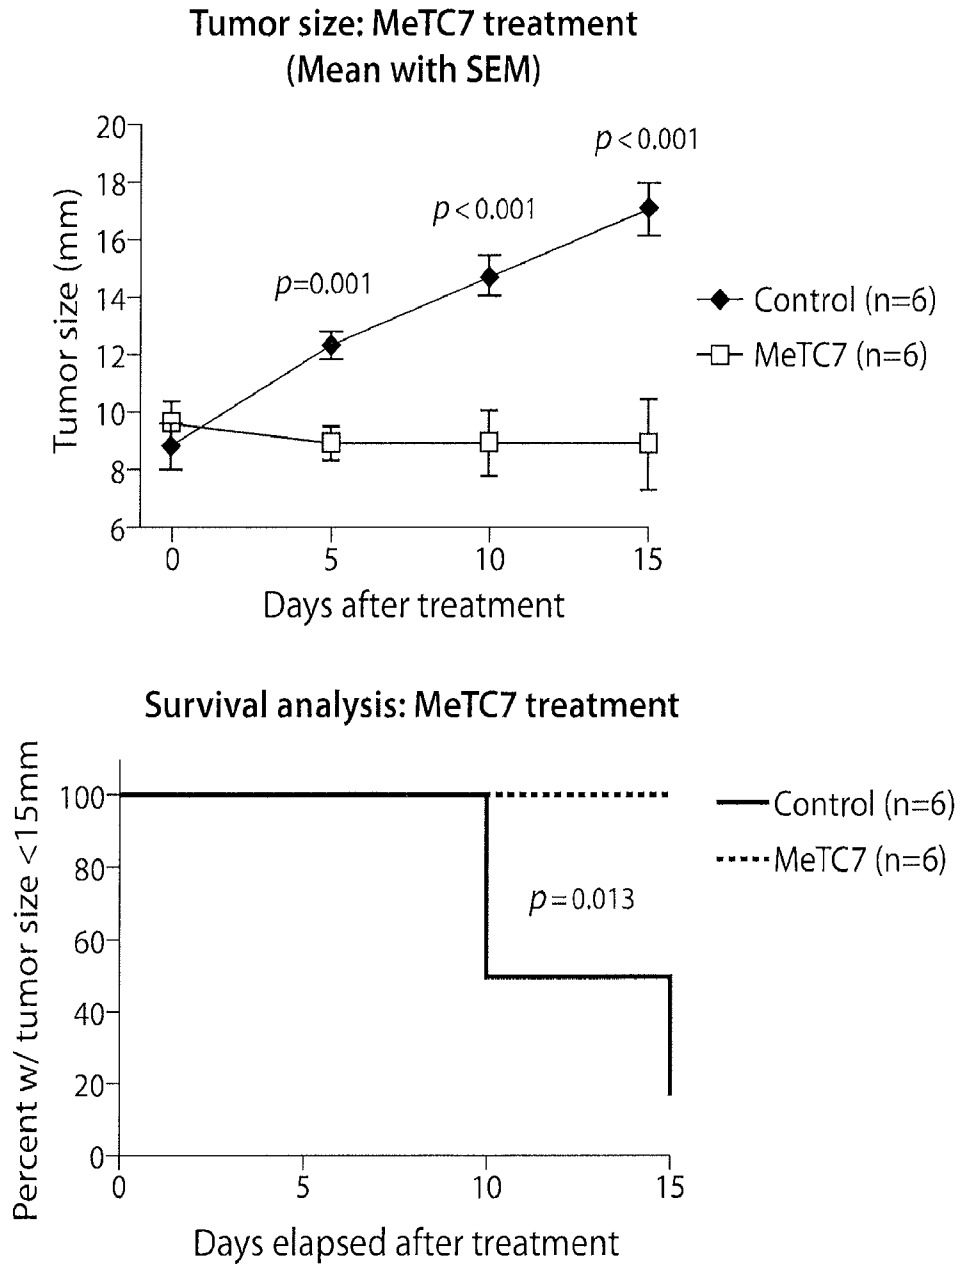 Tumor size: MeTC7 treatment
(Mean with SEM)
Tumor size (mm)
20
18
16
14
12
10
8
6
p=0.001
p<0.001
p<0.001
Control (n=6)
MeTC7 (n=6)
0 5 10 15
Days after treatment
Survival analysis: MeTC7 treatment
Percent w/ tumor size <15mm
100
80
60
40
20
0
p=0.013
Control (n=6)
MeTC7 (n=6)
0 5 10 15
Days elapsed after treatment